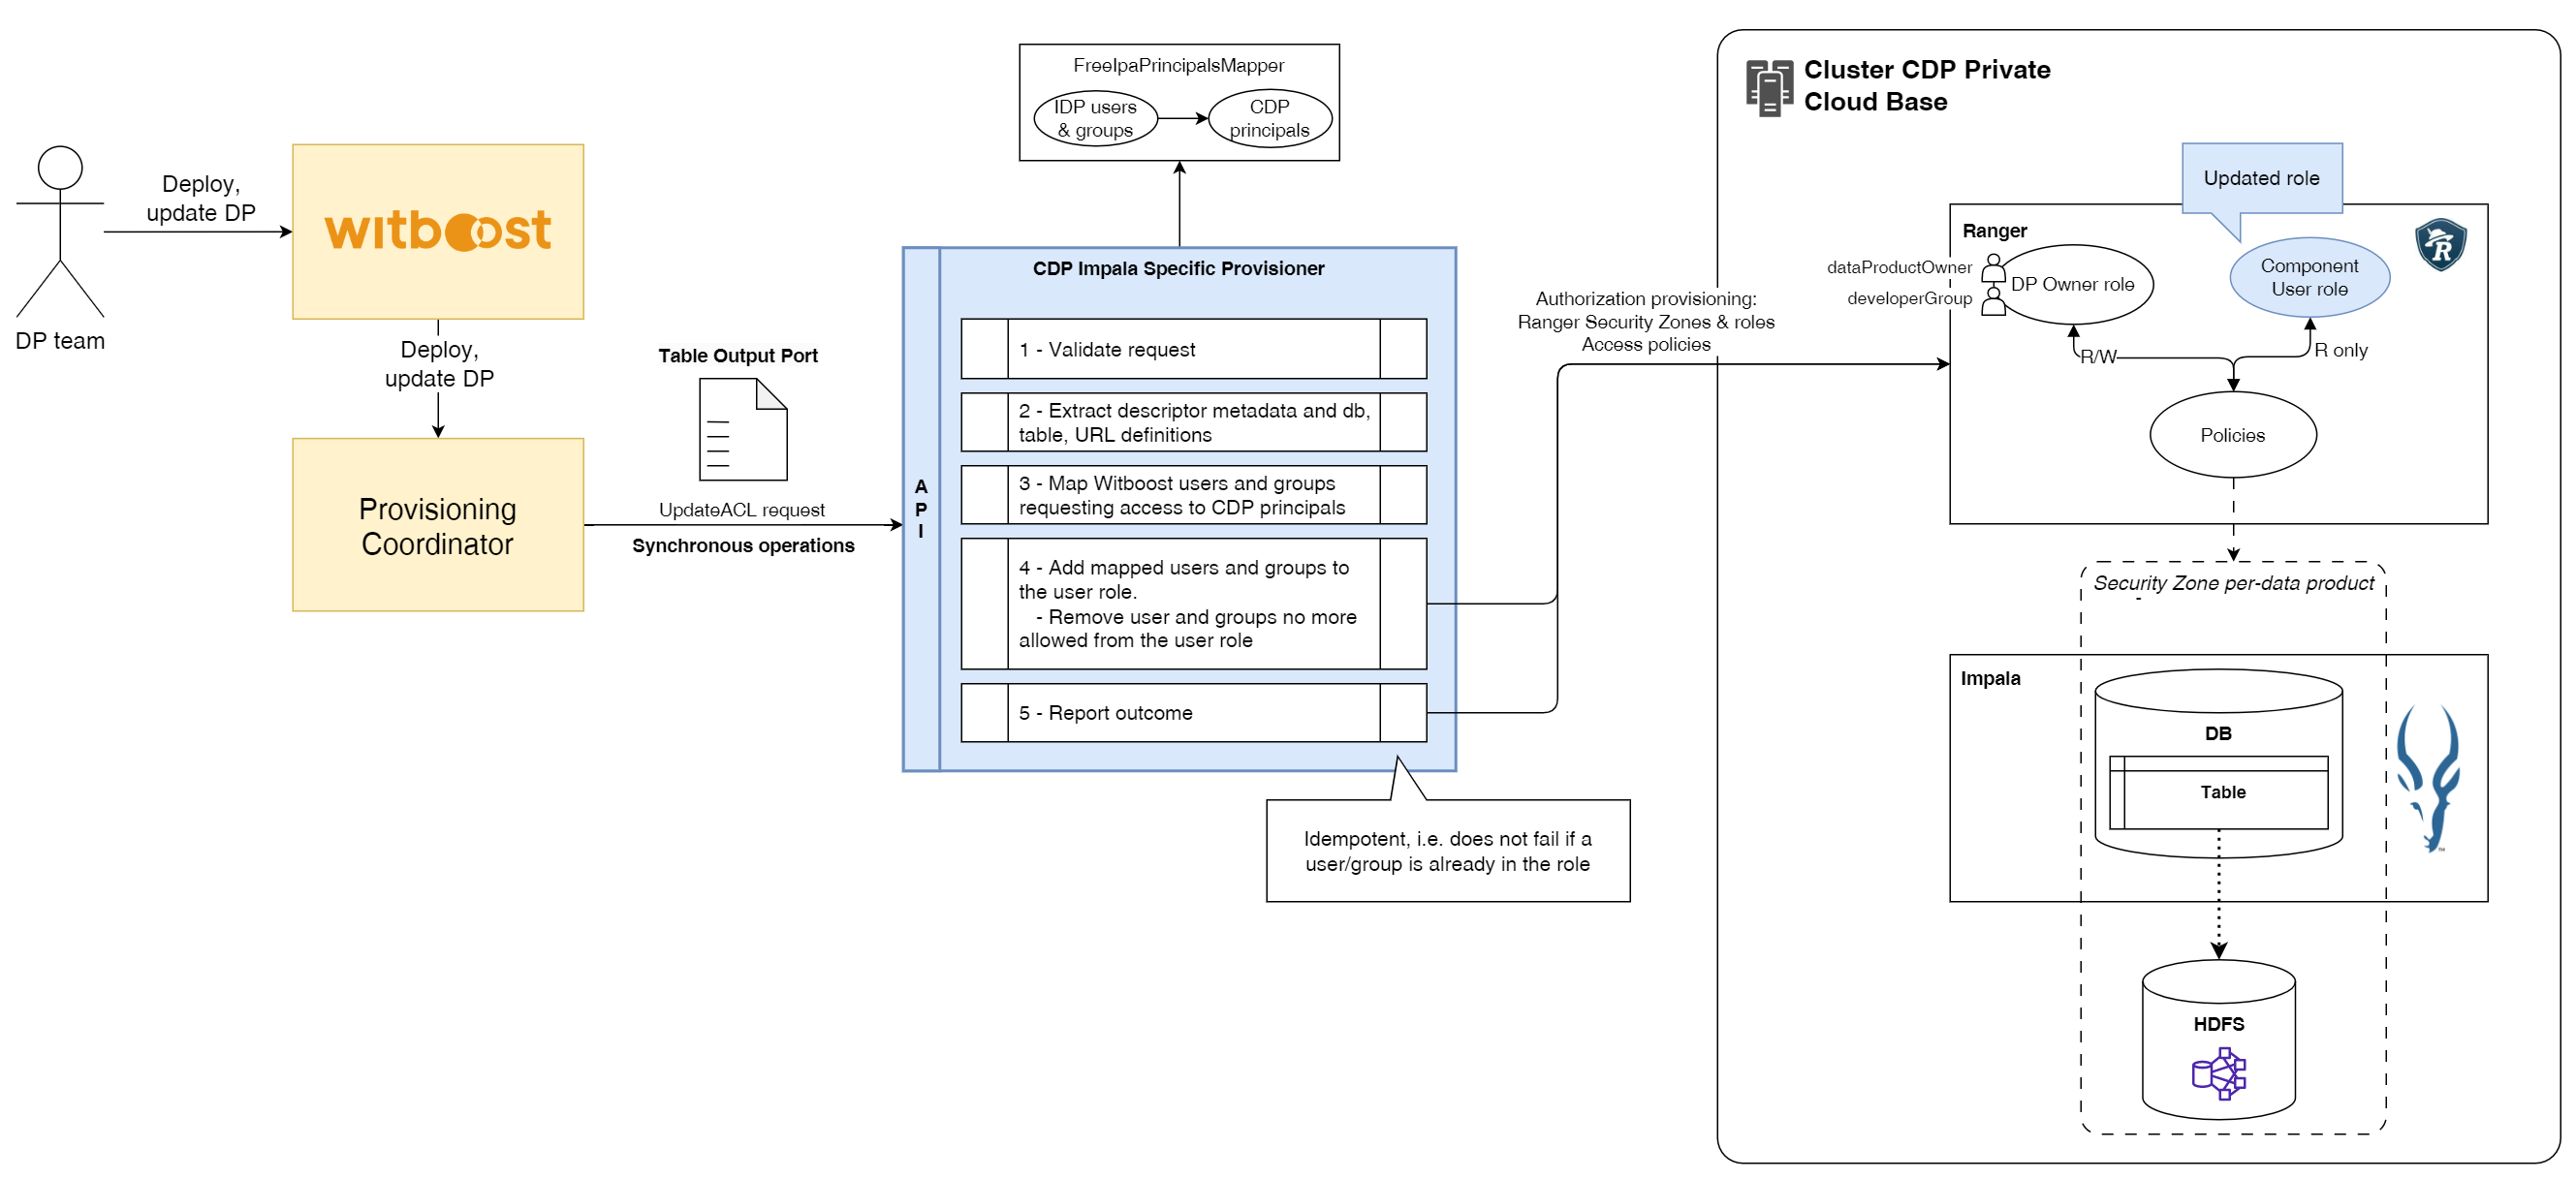 FreeIpaPrincipalsMapper
IDP users
& groups
CDP
principals
Cluster CDP Private
Cloud Base
Deploy,
update DP
witboost
DP team
Deploy,
update DP
Provisioning
Coordinator
Table Output Port
UpdateACL request
Synchronous operations
A
P
I
CDP Impala Specific Provisioner
1 - Validate request
2 - Extract descriptor metadata and db,
table, URL definitions
3 - Map Witboost users and groups
requesting access to CDP principals
4 - Add mapped users and groups to
the user role.
- Remove user and groups no more
allowed from the user role
5 - Report outcome
Idempotent, i.e. does not fail if a
user/group is already in the role
Authorization provisioning:
Ranger Security Zones & roles
Access policies
Updated role
Ranger
R
dataProductOwner
developerGroup
DP Owner role
Component
User role
R/W
R only
Policies
Security Zone per-data product
Impala
DB
Table
HDFS